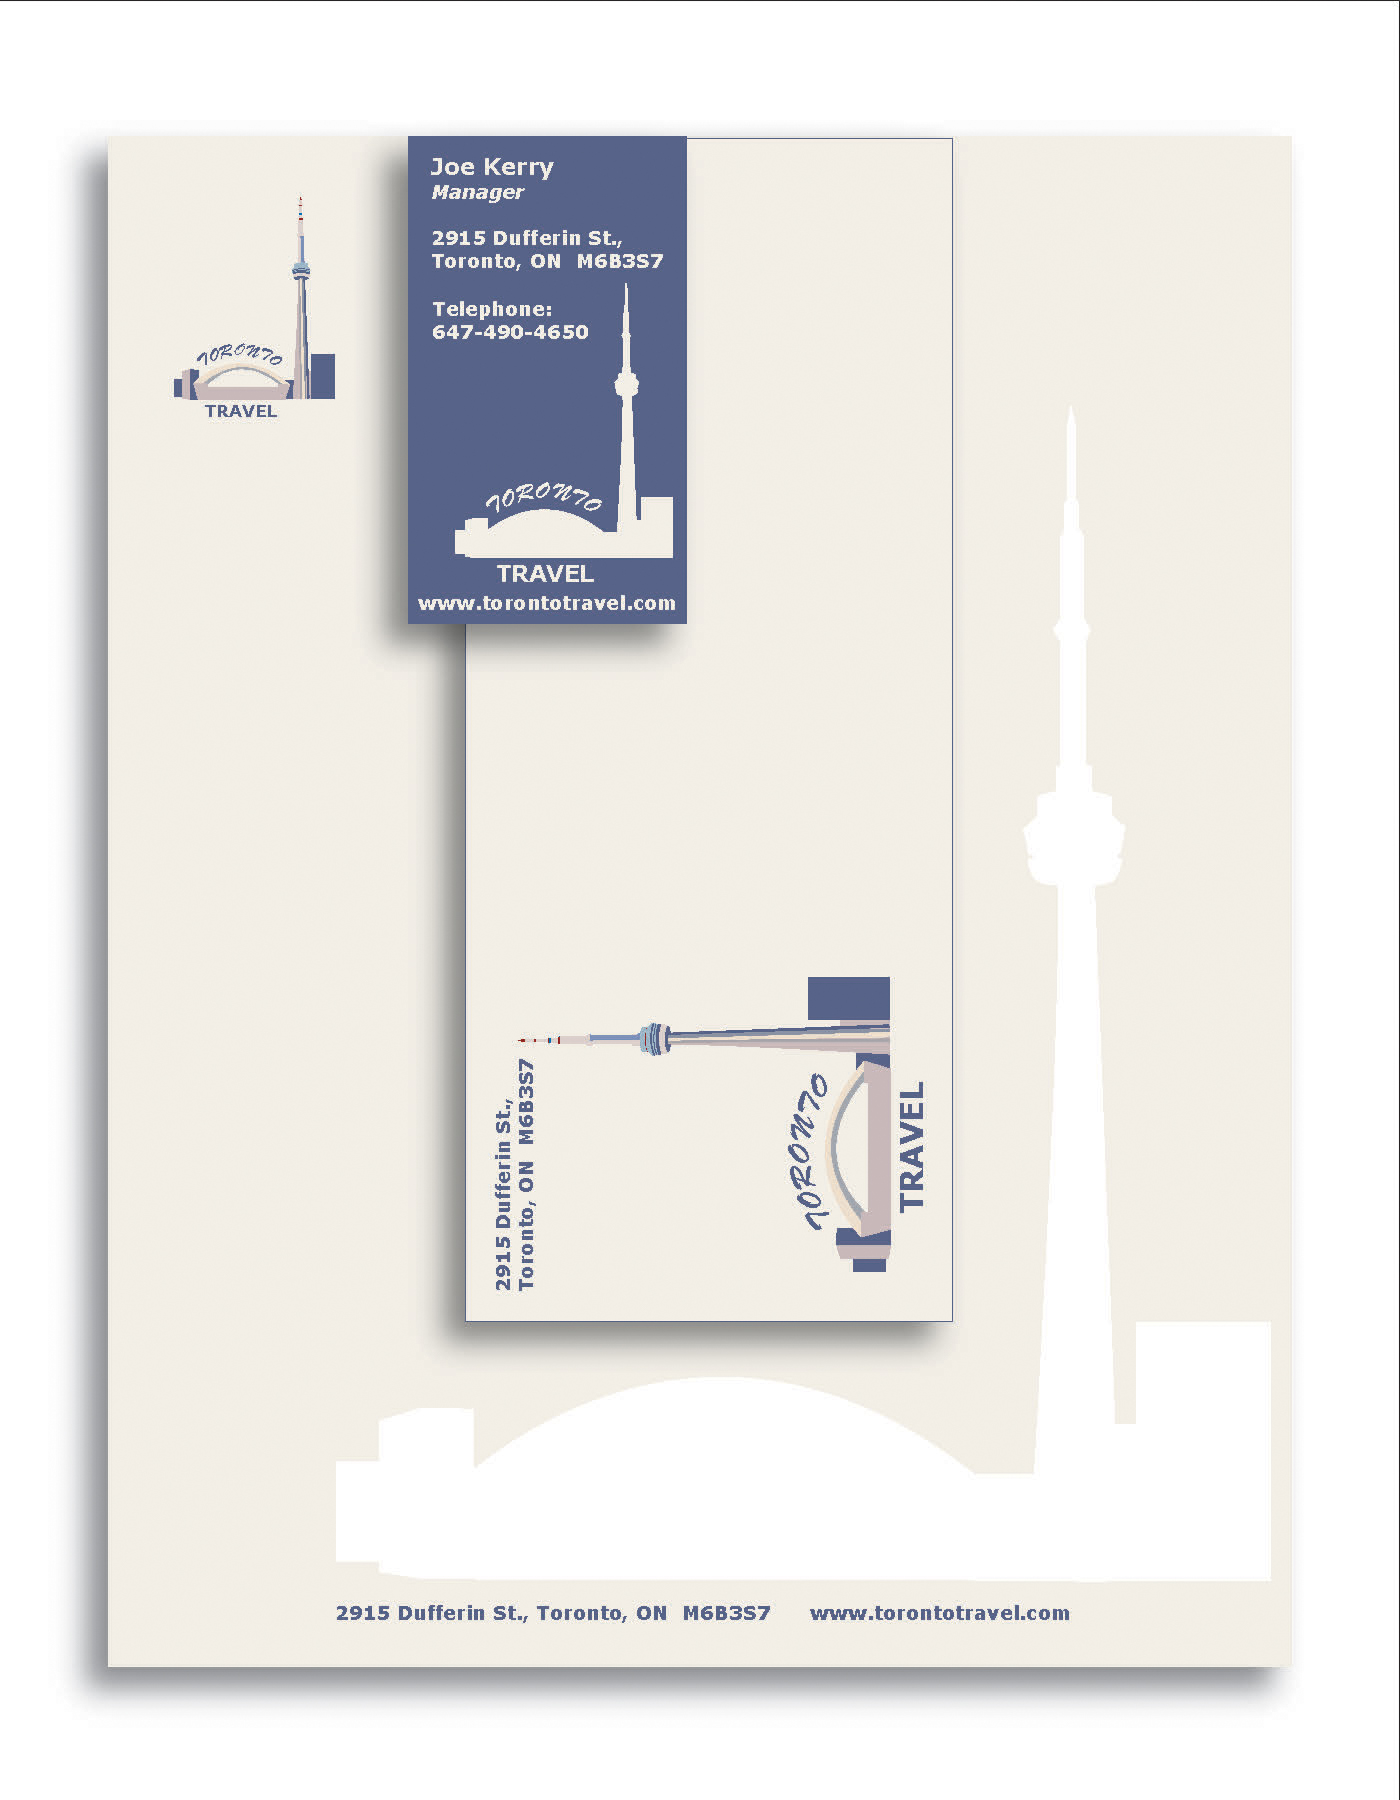 TORONTO
TRAVEL
Joe Kerry
Manager
2915 Dufferin St.,
Toronto, ON  M6B3S7
Telephone:
647-490-4650
TORONTO
TRAVEL
www.torontotravel.com
2915 Dufferin St.,
Toronto, ON  M6B3S7
TORONTO
TRAVEL
2915 Dufferin St., Toronto, ON  M6B3S7     www.torontotravel.com